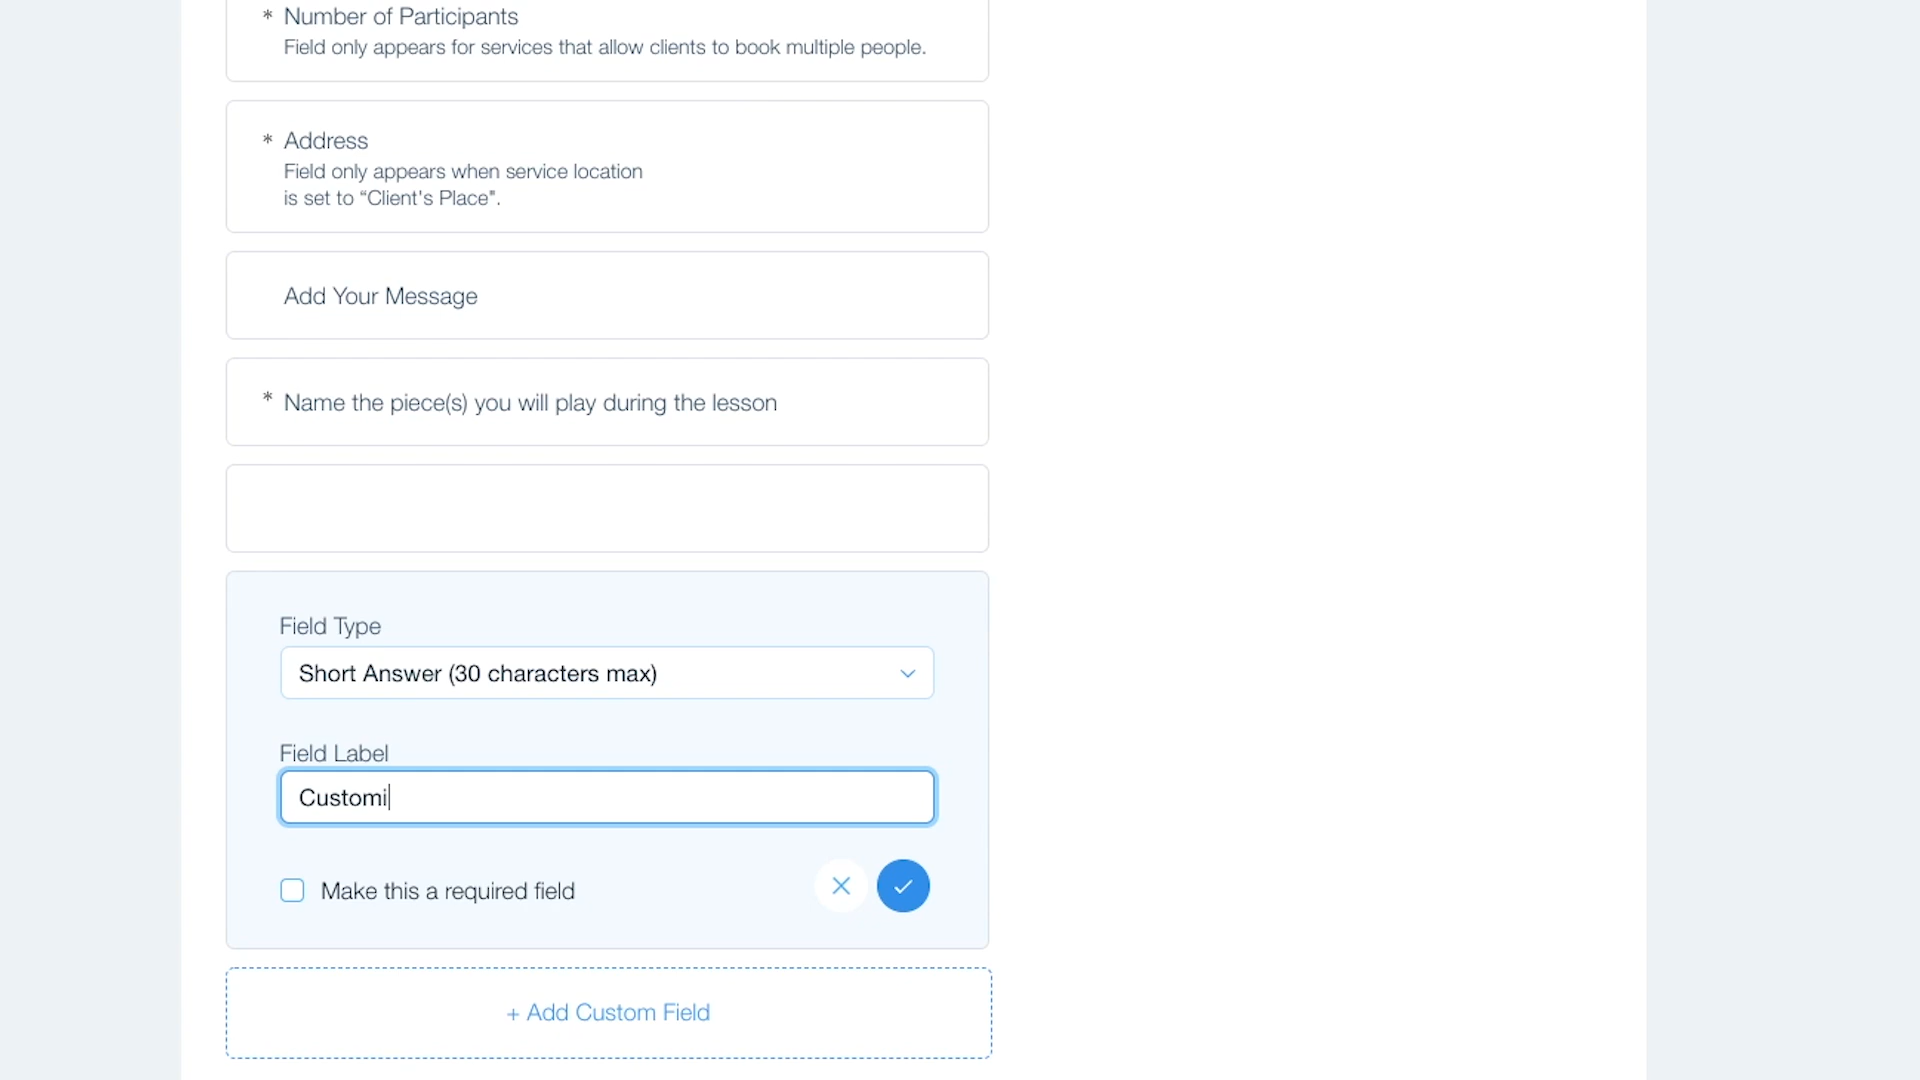 * Number of Participants
Field only appears for services that allow clients to book multiple people.
* Address
Field only appears when service location
is set to “Client's Place".
Add Your Message
* Name the piece(s) you will play during the lesson
Field Type
Short Answer (30 characters max)
Field Label
Customi
Make this a required field
+ Add Custom Field